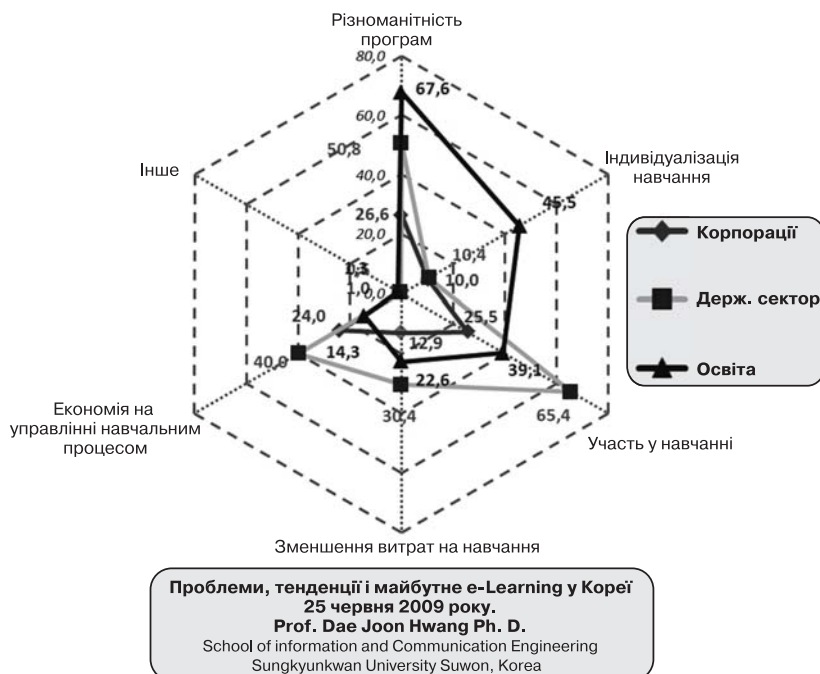 Різноманітність
програм
80,0
67,6
60,0
50,8
Інше
Індивідуалізація
навчання
40,0
45,5
26,6
20,0
Корпорації
10,4
10,0
1,0
0,0
Держ. сектор
24,0
25,5
12,9
14,3
40,0
39,1
22,6
Освіта
30,4
65,4
Економія на
управлінні навчальним
процесом
Участь у навчанні
Зменшення витрат на навчання
Проблеми, тенденції і майбутнє e-Learning у Кореї
25 червня 2009 року.
Prof. Dae Joon Hwang Ph. D.
School of information and Communication Engineering
Sungkyunkwan University Suwon, Korea